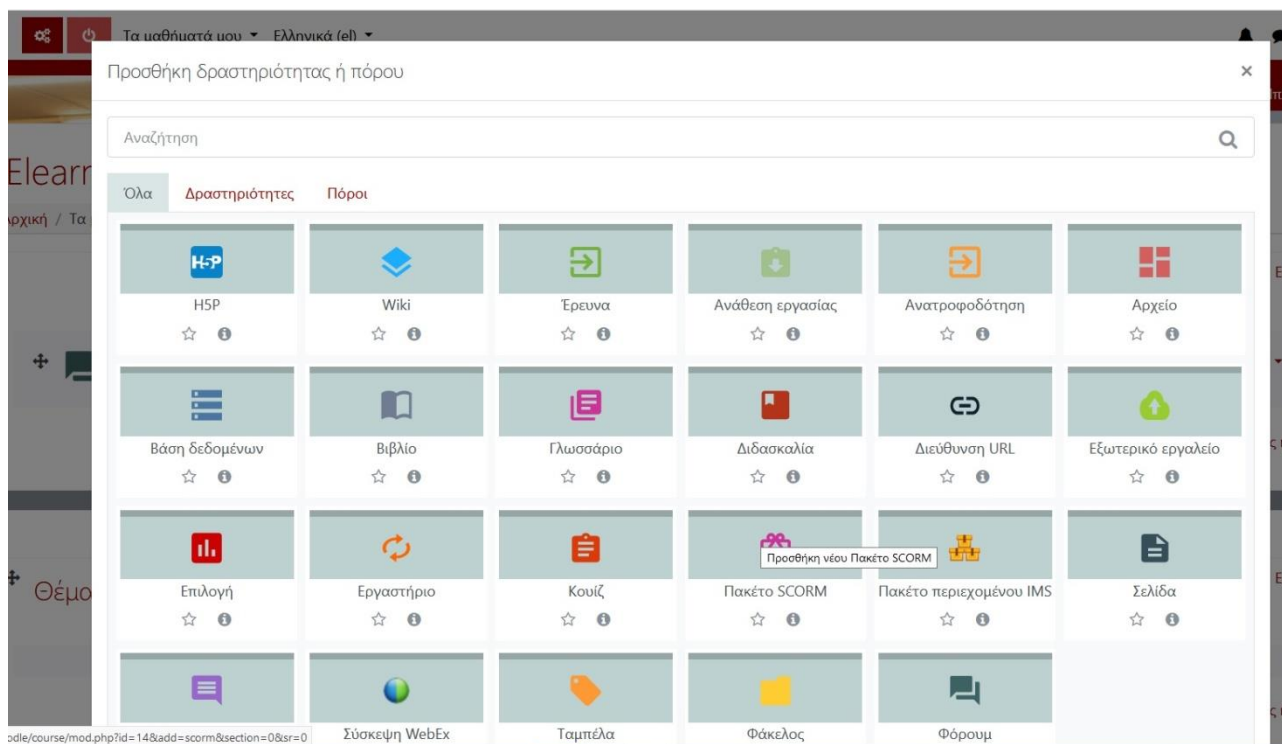 Τα μαθήματά μου Ελληνικά (el)
Προσθήκη δραστηριότητας ή πόρου ×
Αναζήτηση
Elearr
Όλα Δραστηριότητες Πόροι
Αρχική / Τα
H5P
H5P Wiki Έρευνα Ανάθεση εργασίας Ανατροφοδότηση Αρχείο
Βάση δεδομένων Βιβλίο Γλωσσάριο Διδασκαλία Διεύθυνση URL Εξωτερικό εργαλείο
Προσθήκη νέου Πακέτο SCORM
Θέμα
Επιλογή Εργαστήριο Κουίζ Πακέτο SCORM Πακέτο περιεχομένου IMS Σελίδα
odle/course/mod.php?id=14&add=scorm&section=0&sr=0 Σύσκεψη WebEx Ταμπέλα Φάκελος Φόρουμ